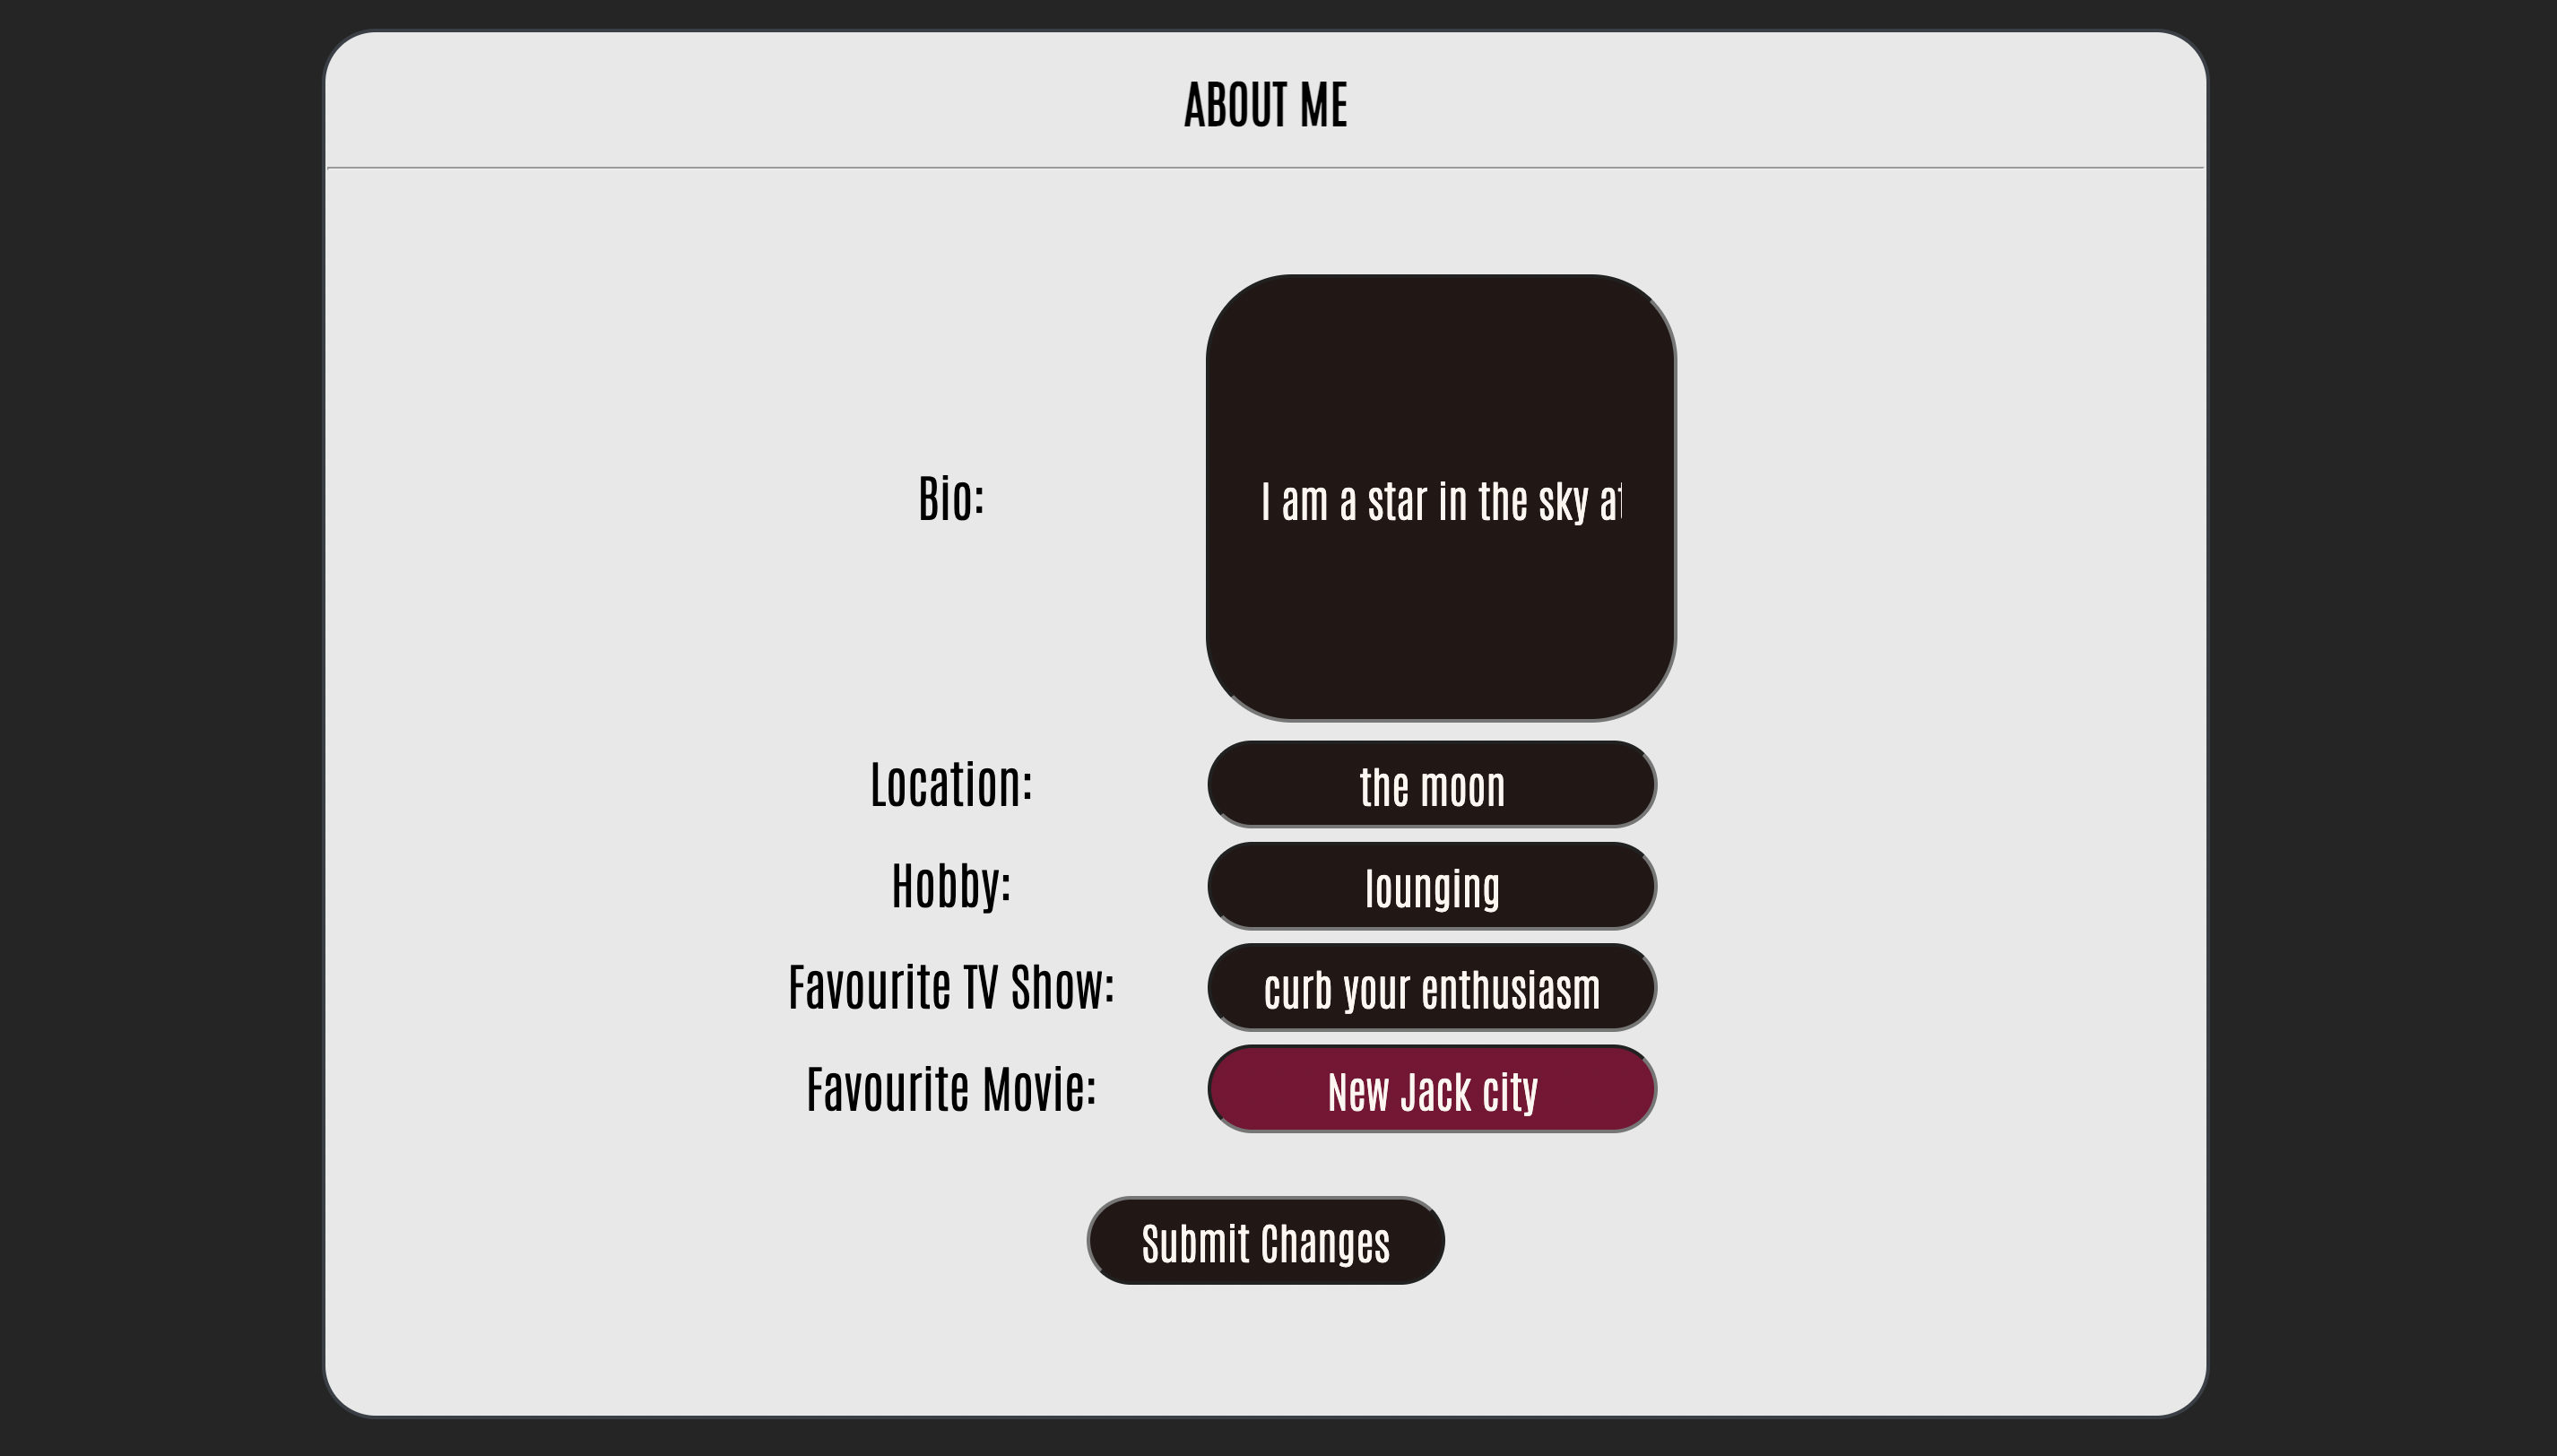 ABOUT ME
Bio:
I am a star in the sky
Location:
the moon
Hobby:
lounging
Favourite TV Show:
curb your enthusiasm
Favourite Movie:
New Jack city
Submit Changes